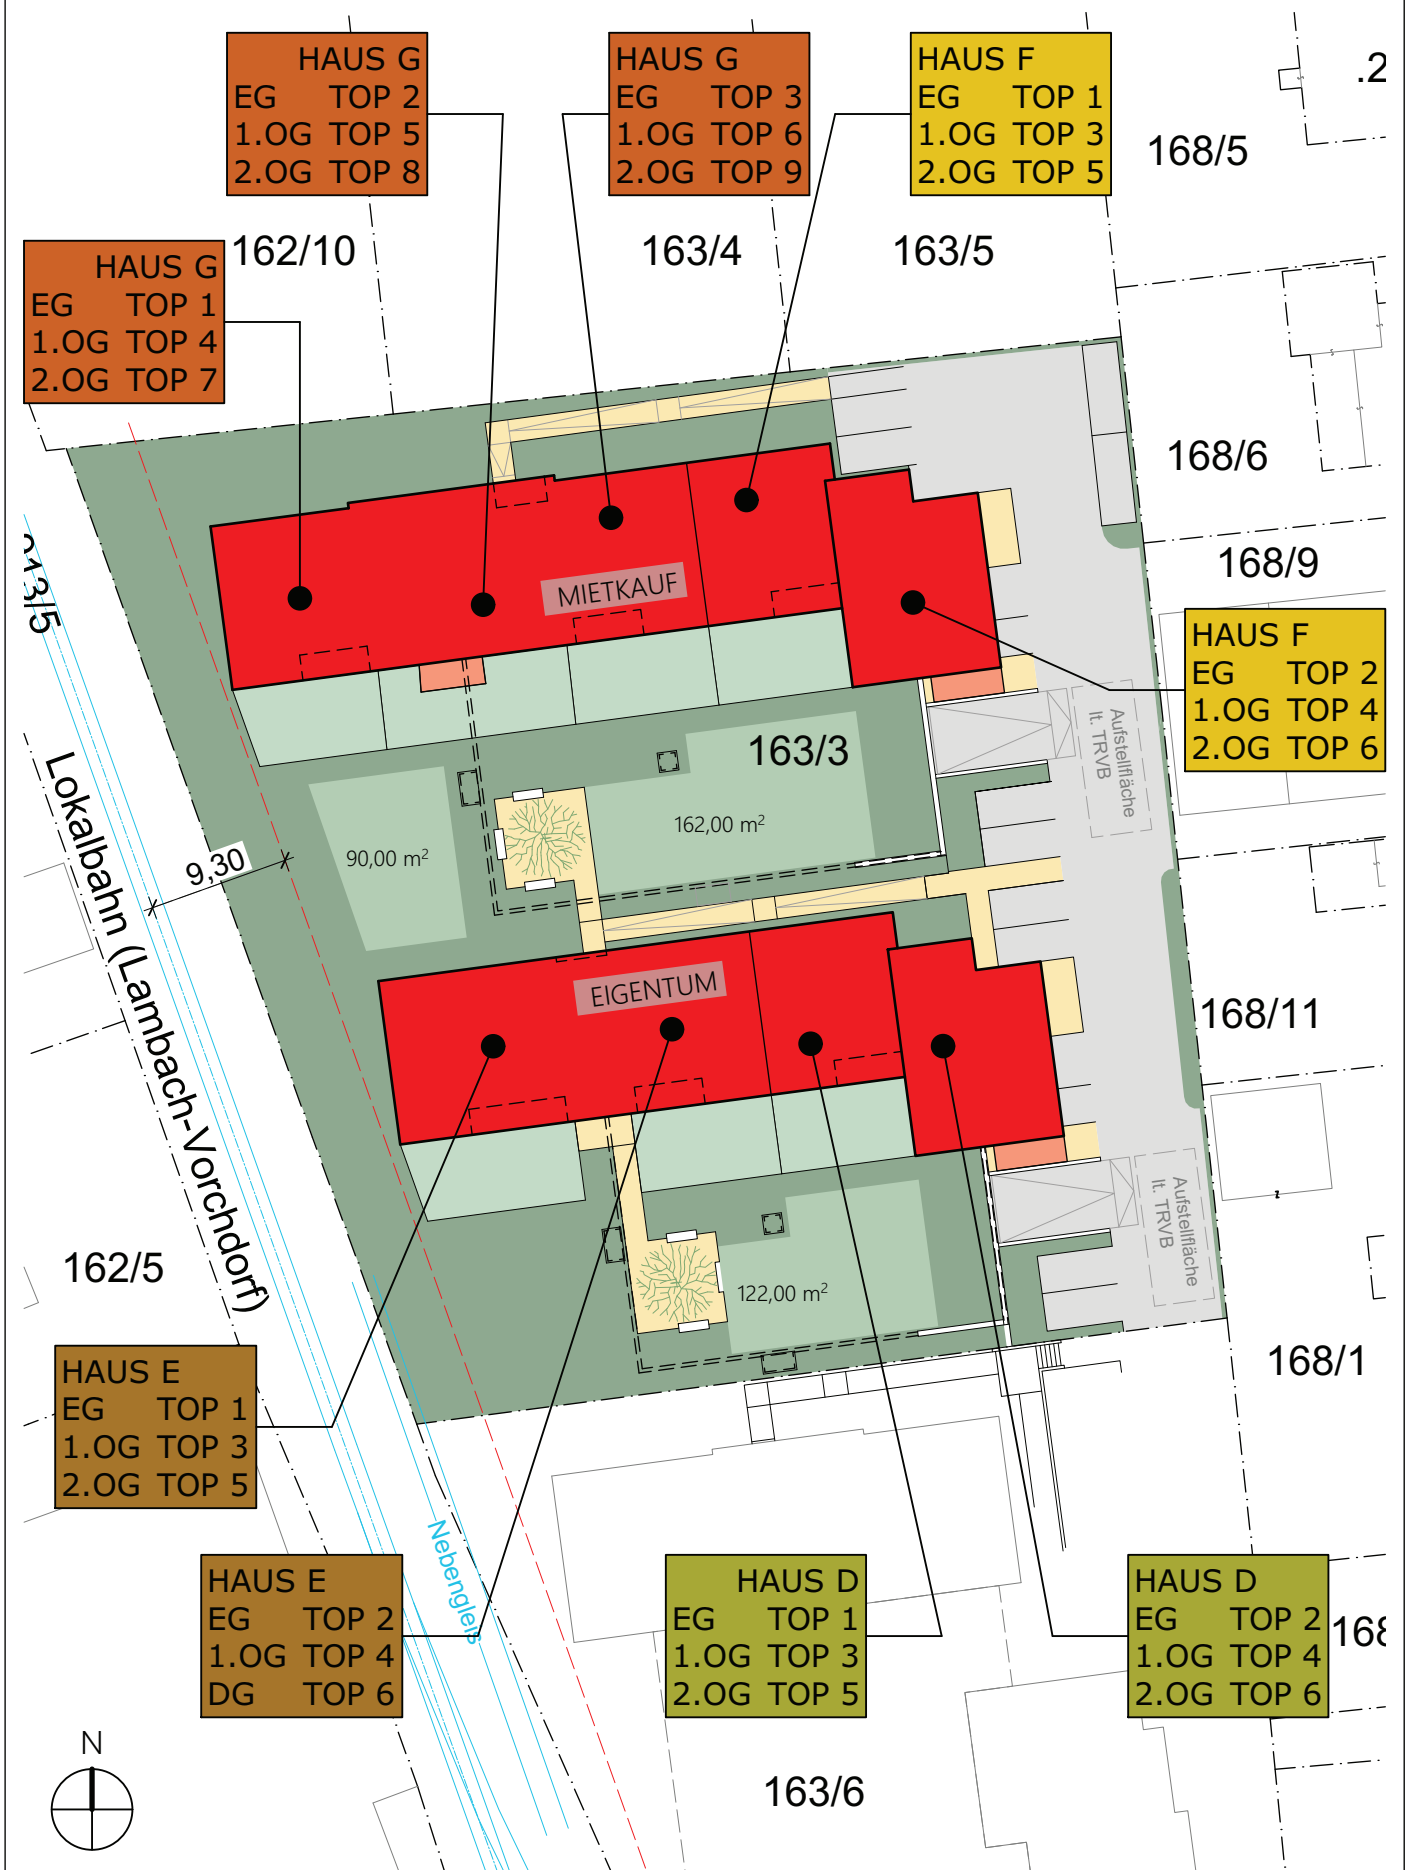 HAUS G
EG TOP 2
1.OG TOP 5
2.OG TOP 8
HAUS G
EG TOP 3
1.OG TOP 6
2.OG TOP 9
HAUS F
EG TOP 1
1.OG TOP 3
2.OG TOP 5
.2
168/5
162/10
163/4
163/5
HAUS G
EG TOP 1
1.OG TOP 4
2.OG TOP 7
168/6
168/9
MIETKAUF
HAUS F
EG TOP 2
1.OG TOP 4
2.OG TOP 6
163/3
Aufstellfläche
lt. TRVB
162,00 m²
90,00 m²
9,30
Lokalbahn (Lambach-Vorchdorf)
EIGENTUM
168/11
162/5
Aufstellfläche
lt. TRVB
122,00 m²
168/1
HAUS E
EG TOP 1
1.OG TOP 3
2.OG TOP 5
Nebengleis
HAUS E
EG TOP 2
1.OG TOP 4
DG TOP 6
HAUS D
EG TOP 1
1.OG TOP 3
2.OG TOP 5
HAUS D
EG TOP 2
1.OG TOP 4
2.OG TOP 6
168
N
163/6